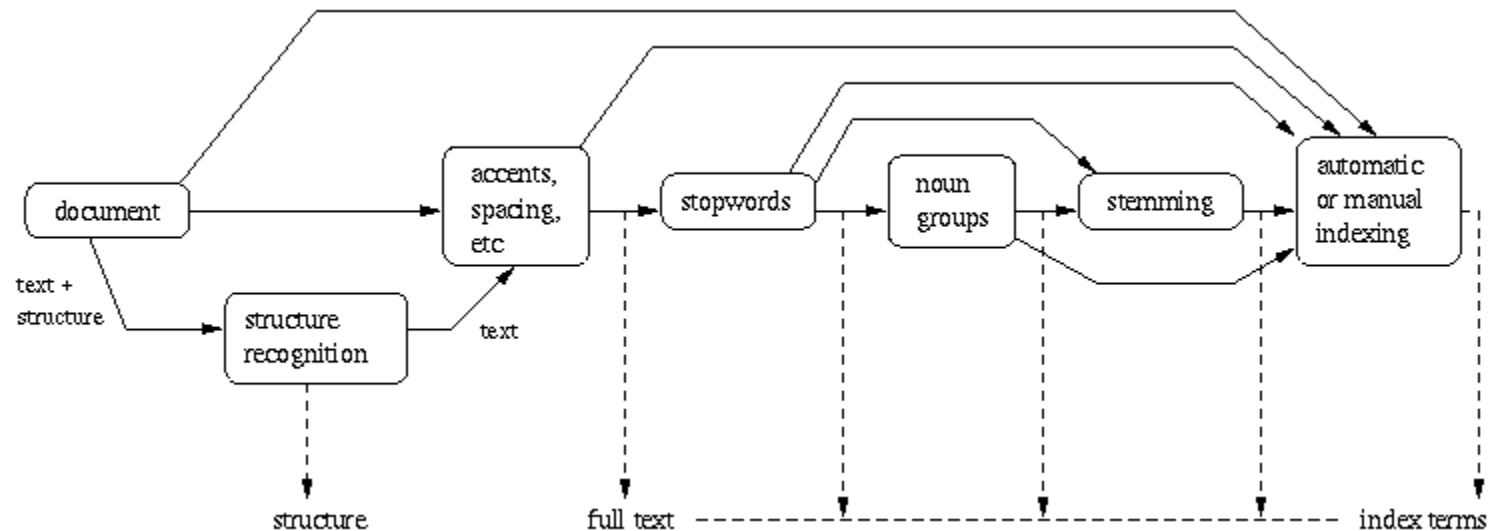 document
text +
structure
structure
recognition
text
accents,
spacing,
etc
stopwords
noun
groups
stemming
automatic
or manual
indexing
structure
full text
index terms